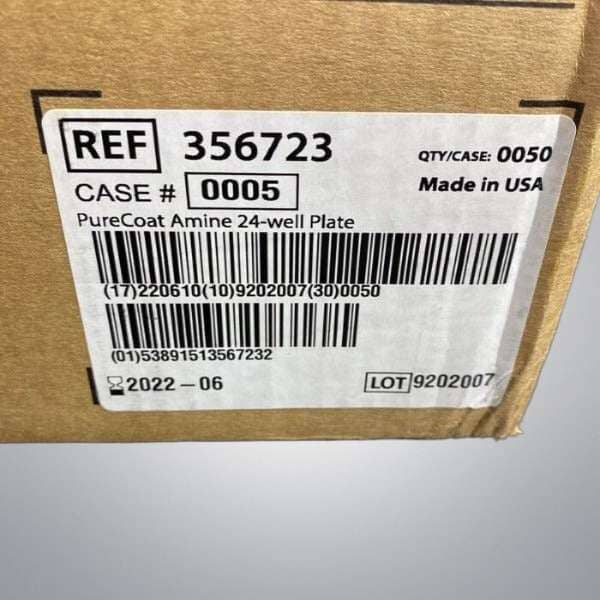 REF 356723 QTY/CASE: 0050
CASE # 0005 Made in USA
PureCoat Amine 24-well Plate
(17)220610(10)9202007(30)0050
(01)53891513567232
2022-06 LOT 9202007